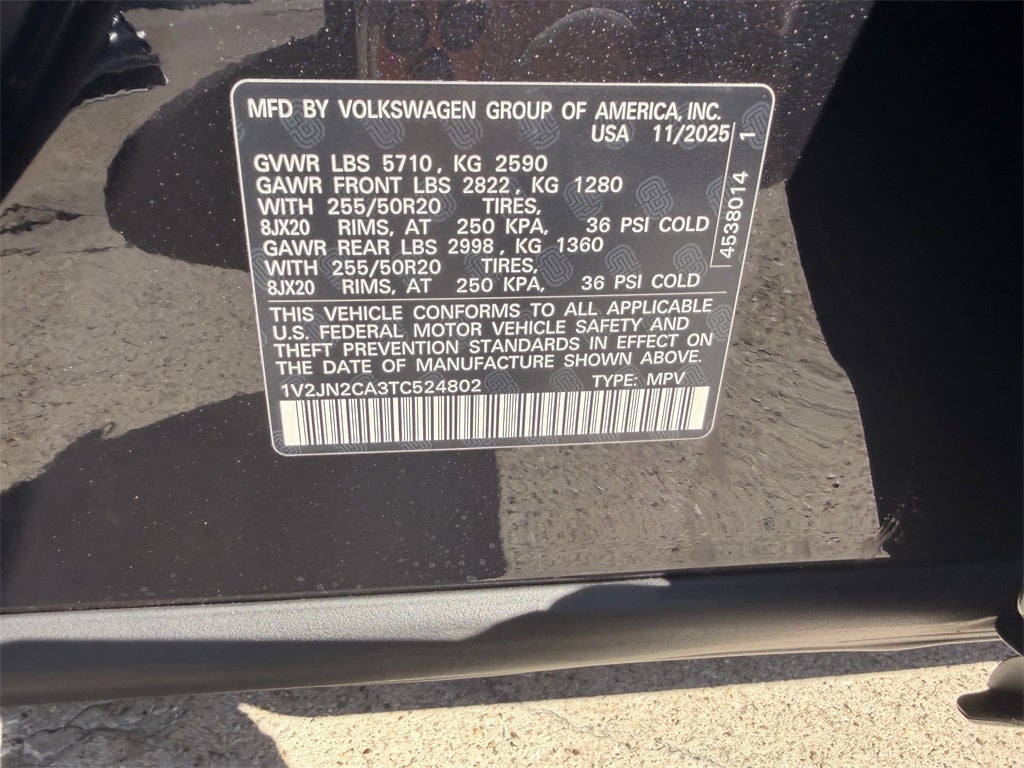 MFD BY VOLKSWAGEN GROUP OF AMERICA, INC.
USA 11/2025
GVWR LBS 5710, KG 2590
GAWR FRONT LBS 2822, KG 1280
WITH 255/50R20 TIRES,
8JX20 RIMS, AT 250 KPA, 36 PSI COLD
GAWR REAR LBS 2998, KG 1360
WITH 255/50R20 TIRES,
8JX20 RIMS, AT 250 KPA, 36 PSI COLD
4538014 1
THIS VEHICLE CONFORMS TO ALL APPLICABLE
U.S. FEDERAL MOTOR VEHICLE SAFETY AND
THEFT PREVENTION STANDARDS IN EFFECT ON
THE DATE OF MANUFACTURE SHOWN ABOVE.
1V2JN2CA3TC524802 TYPE: MPV